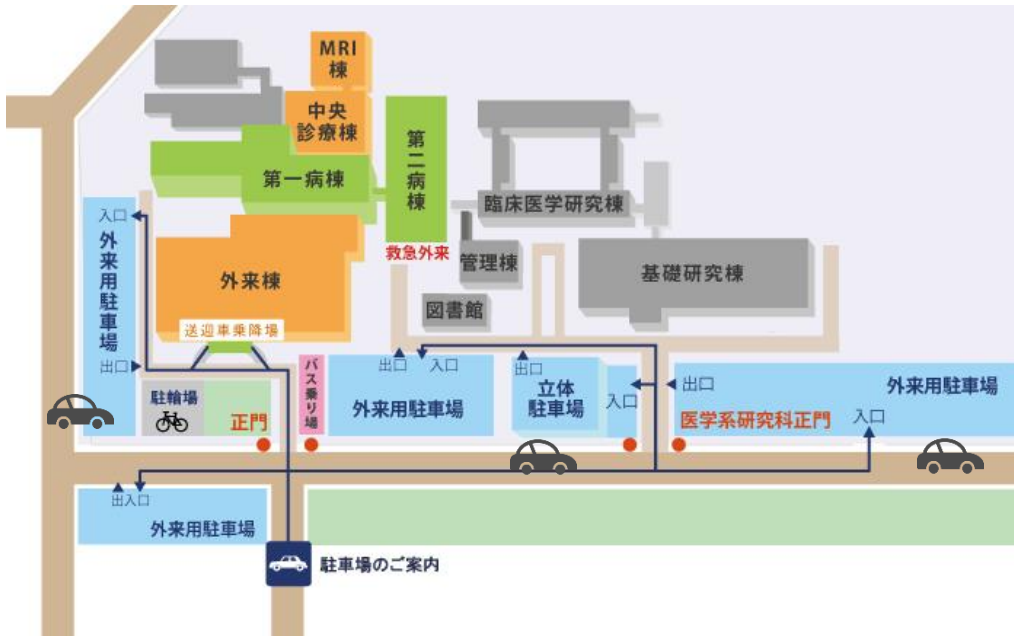 MRI
棟
中央
診療棟
第二病棟
第一病棟
臨床医学研究棟
入口
外来用駐車場
救急外来
管理棟
外来棟
基礎研究棟
図書館
送迎車乗降場
出口
バス乗り場
出口
入口
外来用駐車場
出口
立体
駐車場
入口
出口
外来用駐車場
駐輪場
正門
医学系研究科正門
入口
出入口
外来用駐車場
駐車場のご案内